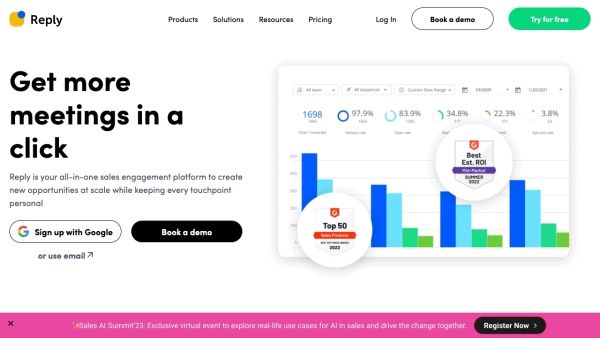 Reply
Products
Solutions
Resources
Pricing
Log In
Book a demo
Try for free
Get more
meetings in a
click
Reply is your all-in-one sales engagement platform to create
new opportunities at scale while keeping every touchpoint
personal
Sign up with Google
Book a demo
or use email
All team
All sequences
Custom Date Range
1/20/2021
1698
97.9%
83.9%
34.8%
22.3%
3.8%
Total / Contacted
Delivery rate
Open rate
Opt outs rate
Best
Est. ROI
Mid-Market
SUMMER
2022
Top 50
Sales Products
2022
✨Sales AI Summit'23: Exclusive virtual event to explore real-life use cases for AI in sales and drive the change together.
Register Now